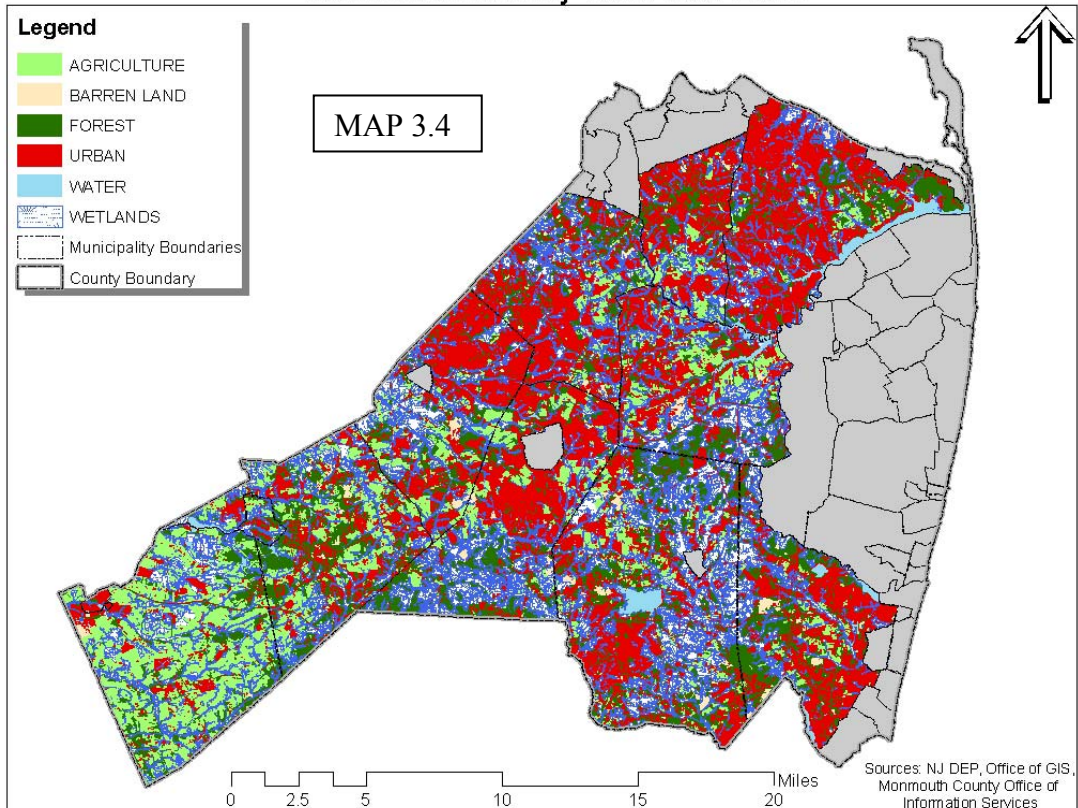 Legend
AGRICULTURE
BARREN LAND
FOREST
URBAN
WATER
WETLANDS
Municipality Boundaries
County Boundary
MAP 3.4
Miles
0 2.5 5 10 15 20
Sources: NJ DEP, Office of GIS,
Monmouth County Office of
Information Services